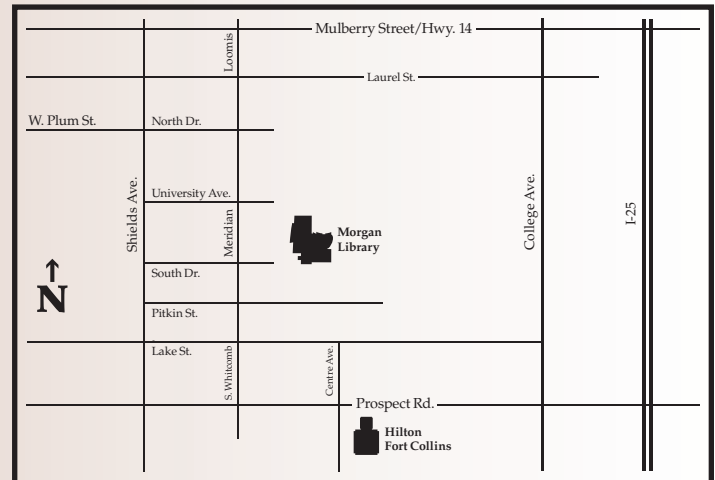 Mulberry Street/Hwy. 14
Loomis
Laurel St.
W. Plum St.
North Dr.
Shields Ave.
University Ave.
Meridian
College Ave.
I-25
Morgan
Library
South Dr.
N
Pitkin St.
Lake St.
S. Whitcomb
Centre Ave.
Prospect Rd.
Hilton
Fort Collins